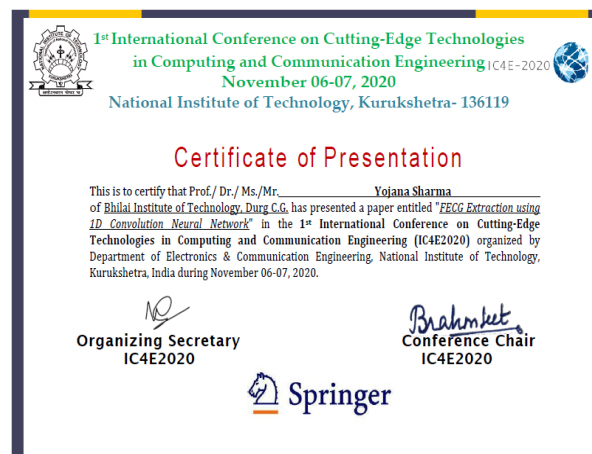 1st International Conference on Cutting-Edge Technologies
in Computing and Communication Engineering IC4E-2020
November 06-07, 2020
National Institute of Technology, Kurukshetra- 136119
Certificate of Presentation
This is to certify that Prof./ Dr./ Ms./Mr. Yojana Sharma
of Bhilai Institute of Technology, Durg C.G. has presented a paper entitled "FECG Extraction using
1D Convolution Neural Network" in the 1st International Conference on Cutting-Edge
Technologies in Computing and Communication Engineering (IC4E2020) organized by
Department of Electronics & Communication Engineering, National Institute of Technology,
Kurukshetra, India during November 06-07, 2020.
Brahmjeet
Organizing Secretary Conference Chair
IC4E2020 IC4E2020
Springer